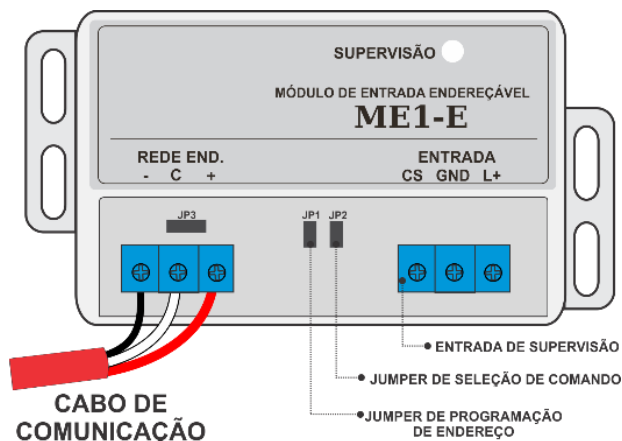 SUPERVISÃO
MÓDULO DE ENTRADA ENDEREÇÁVEL
ME1-E
REDE END.
- C +
ENTRADA
CS GND L+
JP3
JP1 JP2
ENTRADA DE SUPERVISÃO
JUMPER DE SELEÇÃO DE COMANDO
JUMPER DE PROGRAMAÇÃO
DE ENDEREÇO
CABO DE
COMUNICAÇÃO